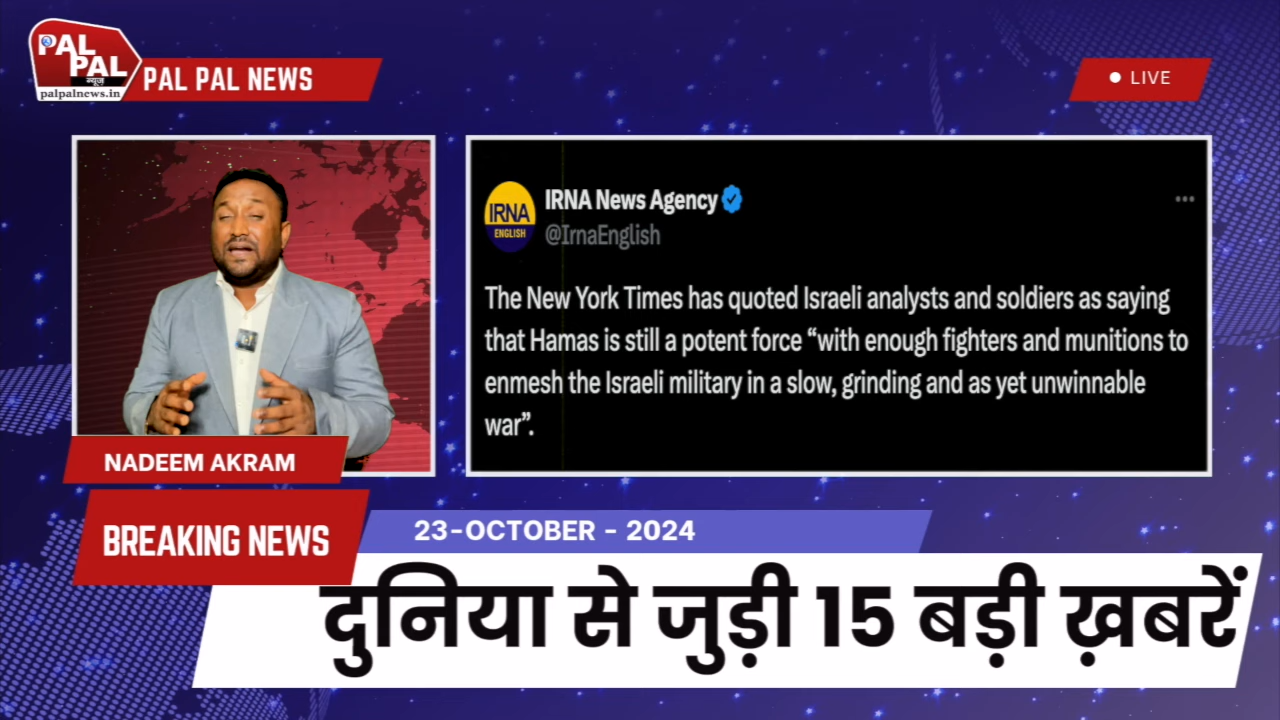 PAL
PAL
न्यूज़
palpalnews.in
PAL PAL NEWS
LIVE
IRNA
ENGLISH
IRNA News Agency
@IrnaEnglish
The New York Times has quoted Israeli analysts and soldiers as saying
that Hamas is still a potent force “with enough fighters and munitions to
enmesh the Israeli military in a slow, grinding and as yet unwinnable
war”.
NADEEM AKRAM
BREAKING NEWS
23-OCTOBER - 2024
दुनिया से जुड़ी 15 बड़ी ख़बरें